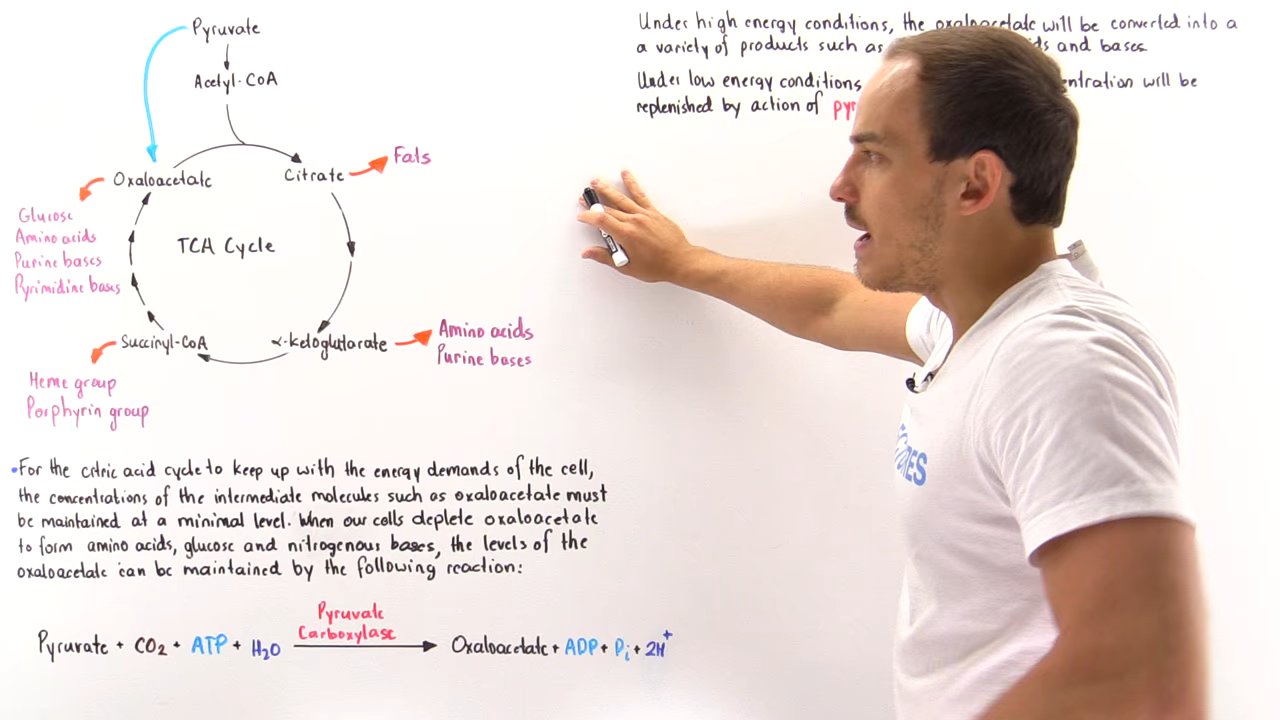 Pyruvate
Acetyl-CoA
Oxaloacetate
Citrate
Fats
Glucose
Amino acids
Purine bases
Pyrimidine bases
TCA Cycle
Succinyl-CoA
α-ketoglutarate
Amino acids
Purine bases
Heme group
Porphyrin group
•For the citric acid cycle to keep up with the energy demands of the cell,
the concentrations of the intermediate molecules such as oxaloacetate must
be maintained at a minimal level. When our cells deplete oxaloacetate
to form amino acids, glucose and nitrogenous bases, the levels of the
oxaloacetate can be maintained by the following reaction:
Pyruvate Carboxylase
Pyruvate + CO₂ + ATP + H₂O → Oxaloacetate + ADP + Pi + 2H⁺
Under high energy conditions, the oxaloacetate will be converted into a
a variety of products such as and bases
Under low energy conditions will be
replenished by action of